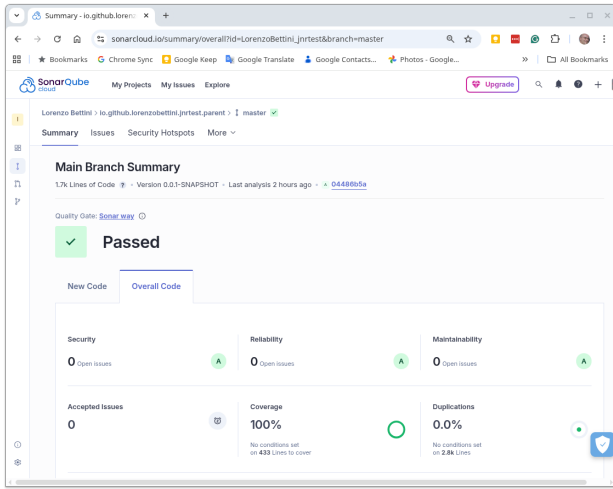 Summary - io.github.lorenz
sonarcloud.io/summary/overall?id=LorenzoBettini_jnrtest&branch=master
Bookmarks Chrome Sync Google Keep Google Translate Google Contacts... Photos - Google... » All Bookmarks
SonarQube cloud My Projects My Issues Explore Upgrade
Lorenzo Bettini > io.github.lorenzobettini.jnrtest.parent > master
Summary Issues Security Hotspots More
Main Branch Summary
1.7k Lines of Code ? • Version 0.0.1-SNAPSHOT • Last analysis 2 hours ago • 04486b5a
Quality Gate: Sonar way
Passed
New Code Overall Code
Security Reliability Maintainability
0 Open issues A 0 Open issues A 0 Open issues A
Accepted Issues Coverage Duplications
0 100% 0.0%
No conditions set No conditions set
on 433 Lines to cover on 2.8k Lines